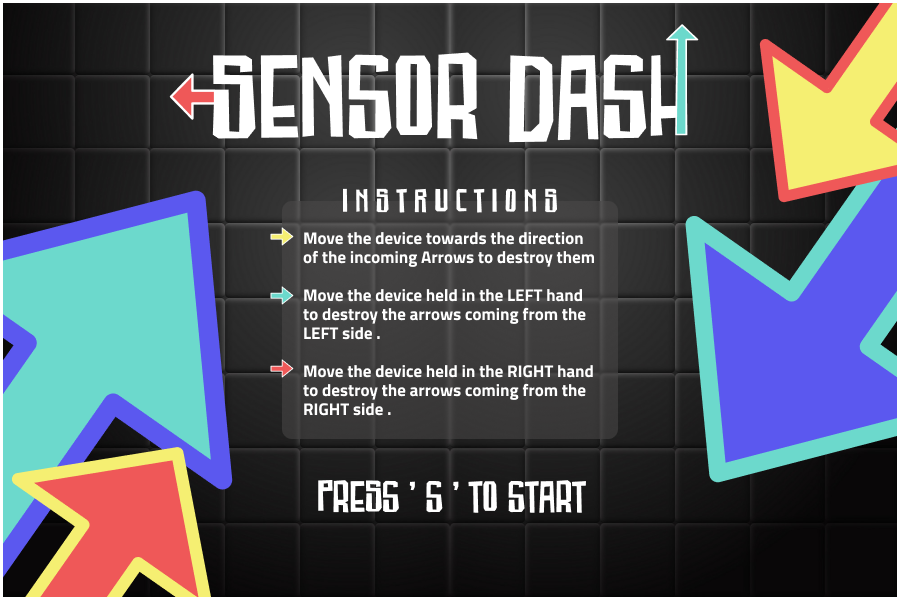 SENSOR DASH
INSTRUCTIONS
Move the device towards the direction
of the incoming Arrows to destroy them
Move the device held in the LEFT hand
to destroy the arrows coming from the
LEFT side .
Move the device held in the RIGHT hand
to destroy the arrows coming from the
RIGHT side .
PRESS ' S ' TO START